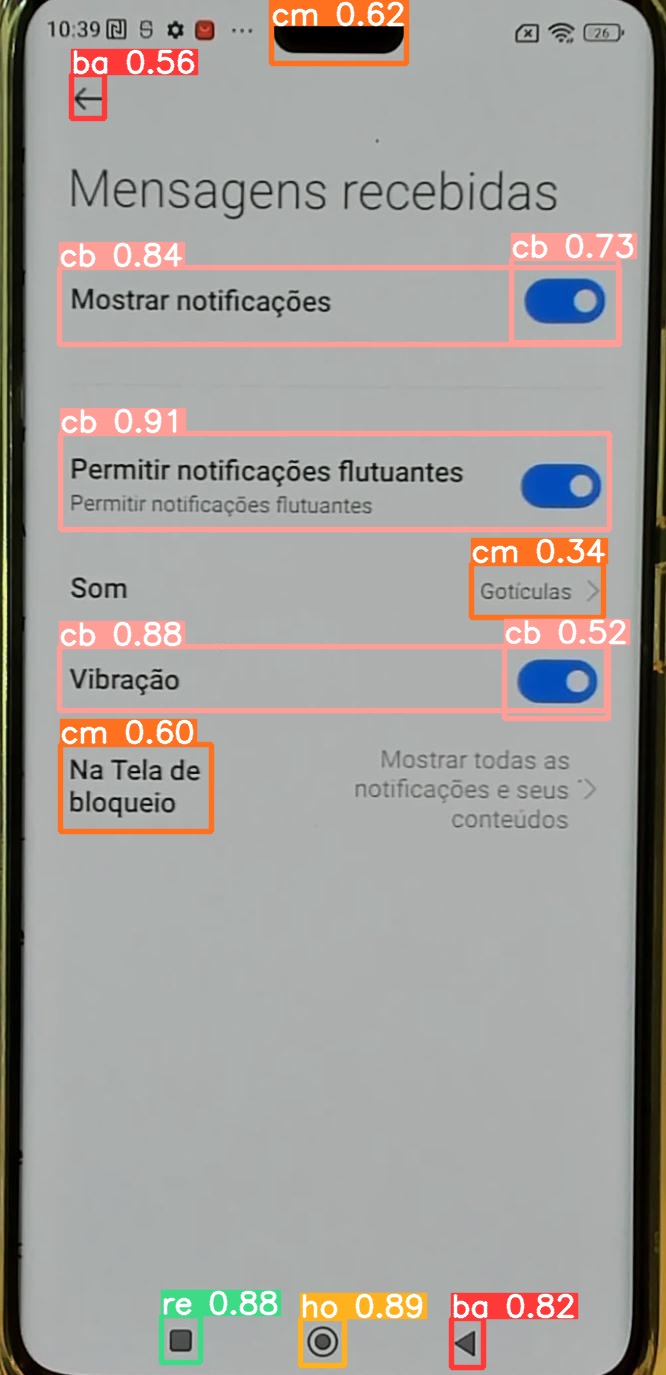 cm 0.62
10:39 ... 26
ba 0.56
Mensagens recebidas
cb 0.84 cb 0.73
Mostrar notificações
cb 0.91
Permitir notificações flutuantes
Permitir notificações flutuantes
cm 0.34
Som Gotículas
cb 0.88 cb 0.52
Vibração
cm 0.60
Na Tela de
bloqueio
Mostrar todas as
notificações e seus
conteúdos
re 0.88 ho 0.89 ba 0.82